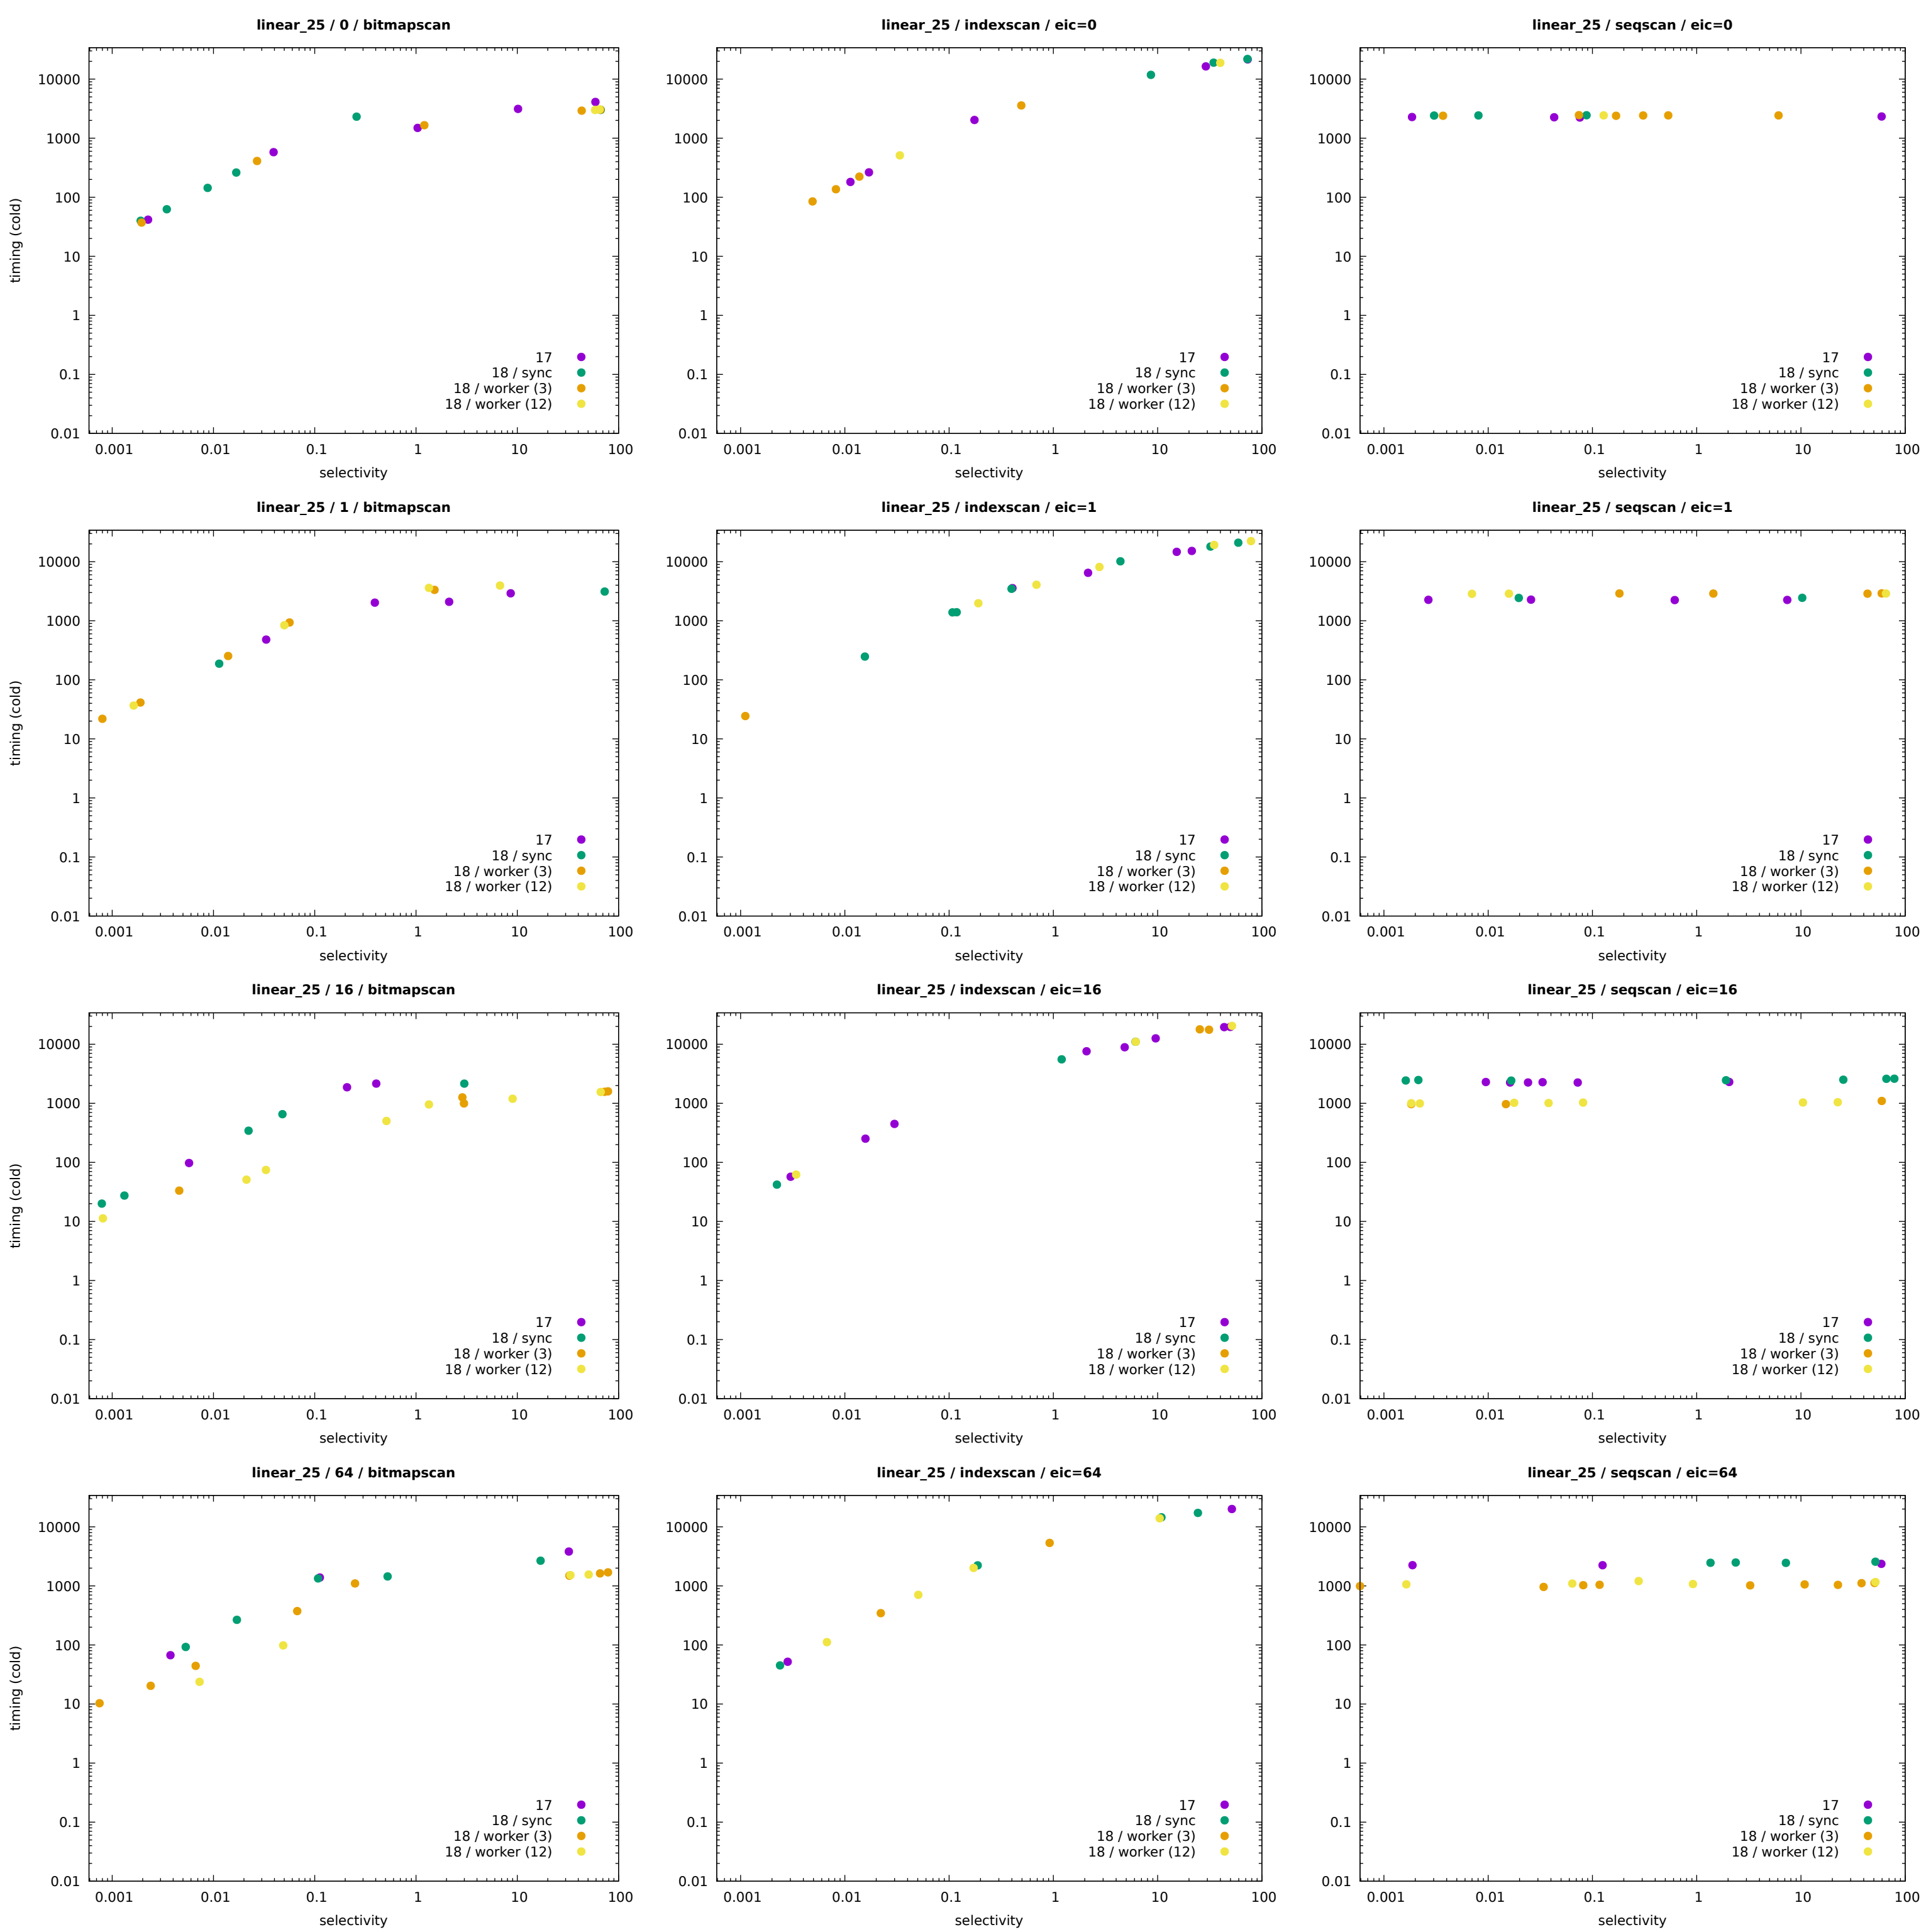 linear_25 / 0 / bitmapscan
timing (cold)
10000
1000
100
10
1
0.1
0.01
17
18 / sync
18 / worker (3)
18 / worker (12)
0.001 0.01 0.1 1 10 100
selectivity
linear_25 / indexscan / eic=0
10000
1000
100
10
1
0.1
0.01
17
18 / sync
18 / worker (3)
18 / worker (12)
0.001 0.01 0.1 1 10 100
selectivity
linear_25 / seqscan / eic=0
10000
1000
100
10
1
0.1
0.01
17
18 / sync
18 / worker (3)
18 / worker (12)
0.001 0.01 0.1 1 10 100
selectivity
linear_25 / 1 / bitmapscan
timing (cold)
10000
1000
100
10
1
0.1
0.01
17
18 / sync
18 / worker (3)
18 / worker (12)
0.001 0.01 0.1 1 10 100
selectivity
linear_25 / indexscan / eic=1
10000
1000
100
10
1
0.1
0.01
17
18 / sync
18 / worker (3)
18 / worker (12)
0.001 0.01 0.1 1 10 100
selectivity
linear_25 / seqscan / eic=1
10000
1000
100
10
1
0.1
0.01
17
18 / sync
18 / worker (3)
18 / worker (12)
0.001 0.01 0.1 1 10 100
selectivity
linear_25 / 16 / bitmapscan
timing (cold)
10000
1000
100
10
1
0.1
0.01
17
18 / sync
18 / worker (3)
18 / worker (12)
0.001 0.01 0.1 1 10 100
selectivity
linear_25 / indexscan / eic=16
10000
1000
100
10
1
0.1
0.01
17
18 / sync
18 / worker (3)
18 / worker (12)
0.001 0.01 0.1 1 10 100
selectivity
linear_25 / seqscan / eic=16
10000
1000
100
10
1
0.1
0.01
17
18 / sync
18 / worker (3)
18 / worker (12)
0.001 0.01 0.1 1 10 100
selectivity
linear_25 / 64 / bitmapscan
timing (cold)
10000
1000
100
10
1
0.1
0.01
17
18 / sync
18 / worker (3)
18 / worker (12)
0.001 0.01 0.1 1 10 100
selectivity
linear_25 / indexscan / eic=64
10000
1000
100
10
1
0.1
0.01
17
18 / sync
18 / worker (3)
18 / worker (12)
0.001 0.01 0.1 1 10 100
selectivity
linear_25 / seqscan / eic=64
10000
1000
100
10
1
0.1
0.01
17
18 / sync
18 / worker (3)
18 / worker (12)
0.001 0.01 0.1 1 10 100
selectivity